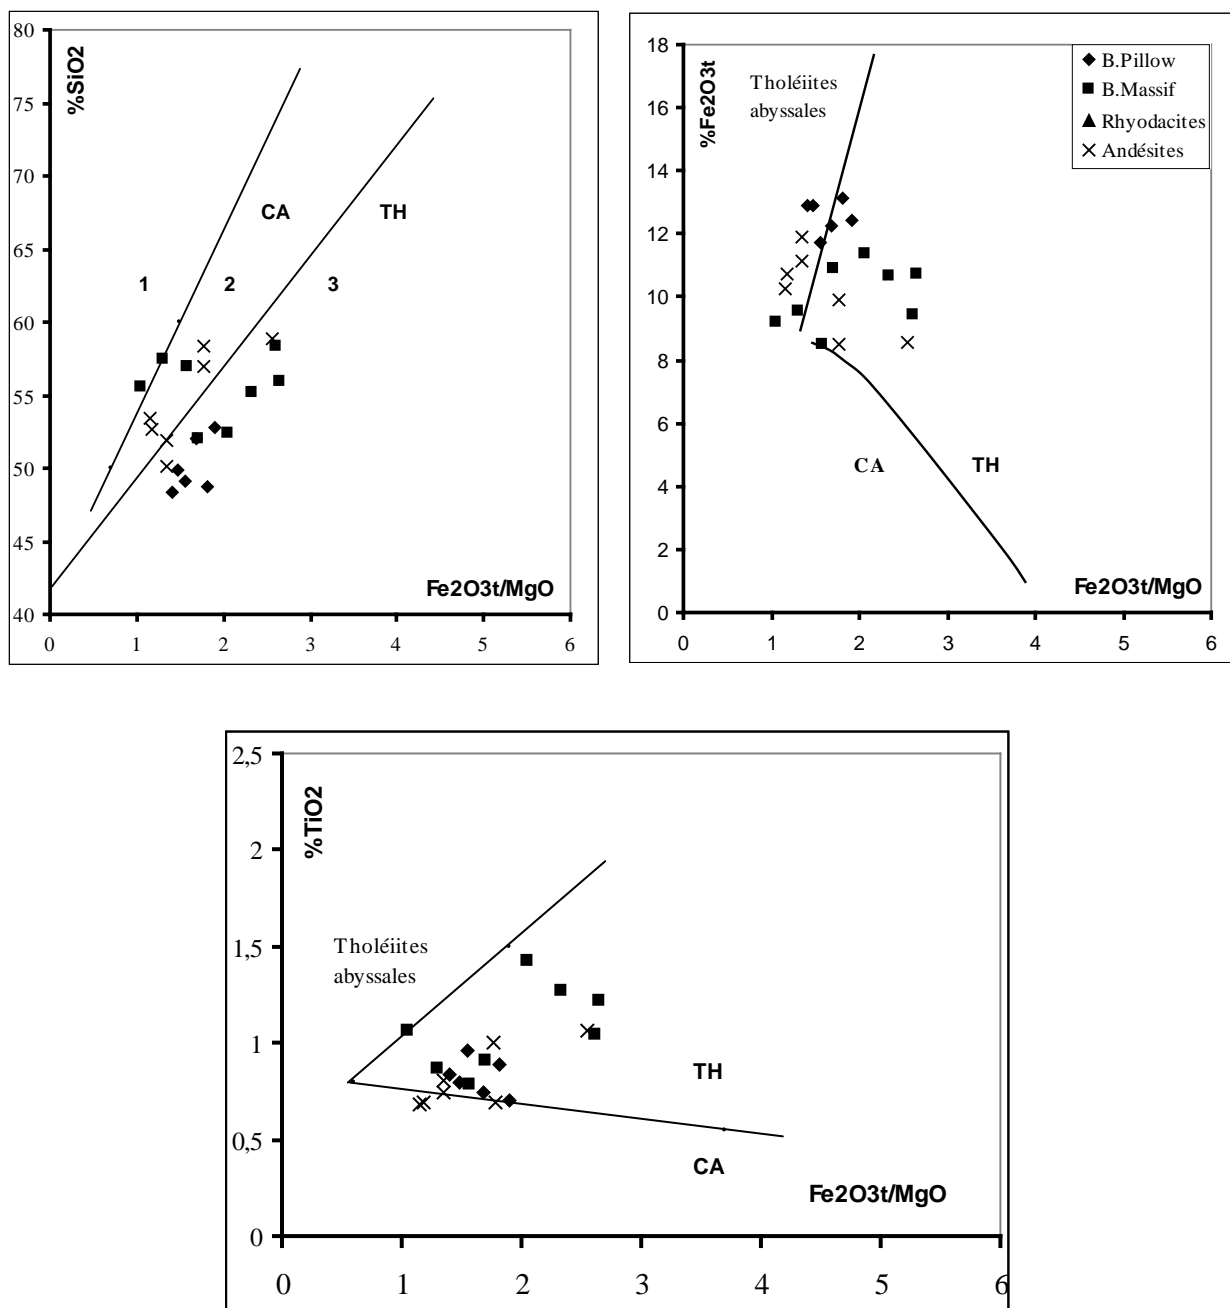 %SiO2
80
75
70
65
60
55
50
45
40
CA
TH
1
2
3
Fe2O3t/MgO
0 1 2 3 4 5 6
%Fe2O3t
18
16
14
12
10
8
6
4
2
0
Tholéiites
abyssales
B.Pillow
B.Massif
Rhyodacites
Andésites
CA
TH
Fe2O3t/MgO
0 1 2 3 4 5 6
%TiO2
2,5
2
1,5
1
0,5
0
Tholéiites
abyssales
TH
CA
Fe2O3t/MgO
0 1 2 3 4 5 6